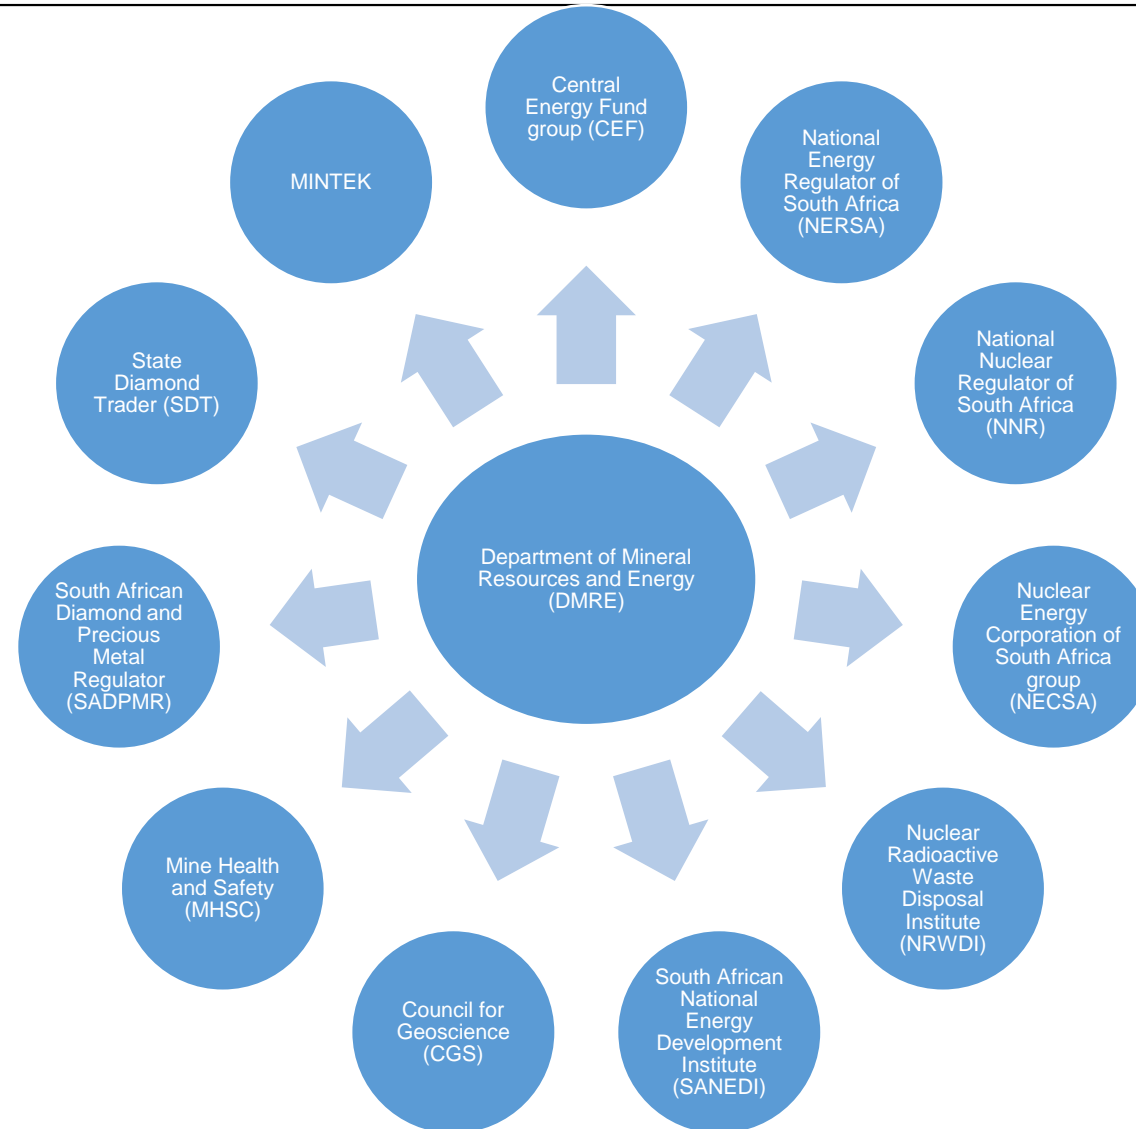 Central
Energy Fund
group (CEF)
National
Energy
Regulator of
South Africa
(NERSA)
National
Nuclear
Regulator of
South Africa
(NNR)
Nuclear
Energy
Corporation of
South Africa
group
(NECSA)
Nuclear
Radioactive
Waste
Disposal
Institute
(NRWDI)
South African
National
Energy
Development
Institute
(SANEDI)
Council for
Geoscience
(CGS)
Mine Health
and Safety
(MHSC)
South African
Diamond and
Precious
Metal
Regulator
(SADPMR)
State
Diamond
Trader (SDT)
MINTEK
Department of Mineral
Resources and Energy
(DMRE)